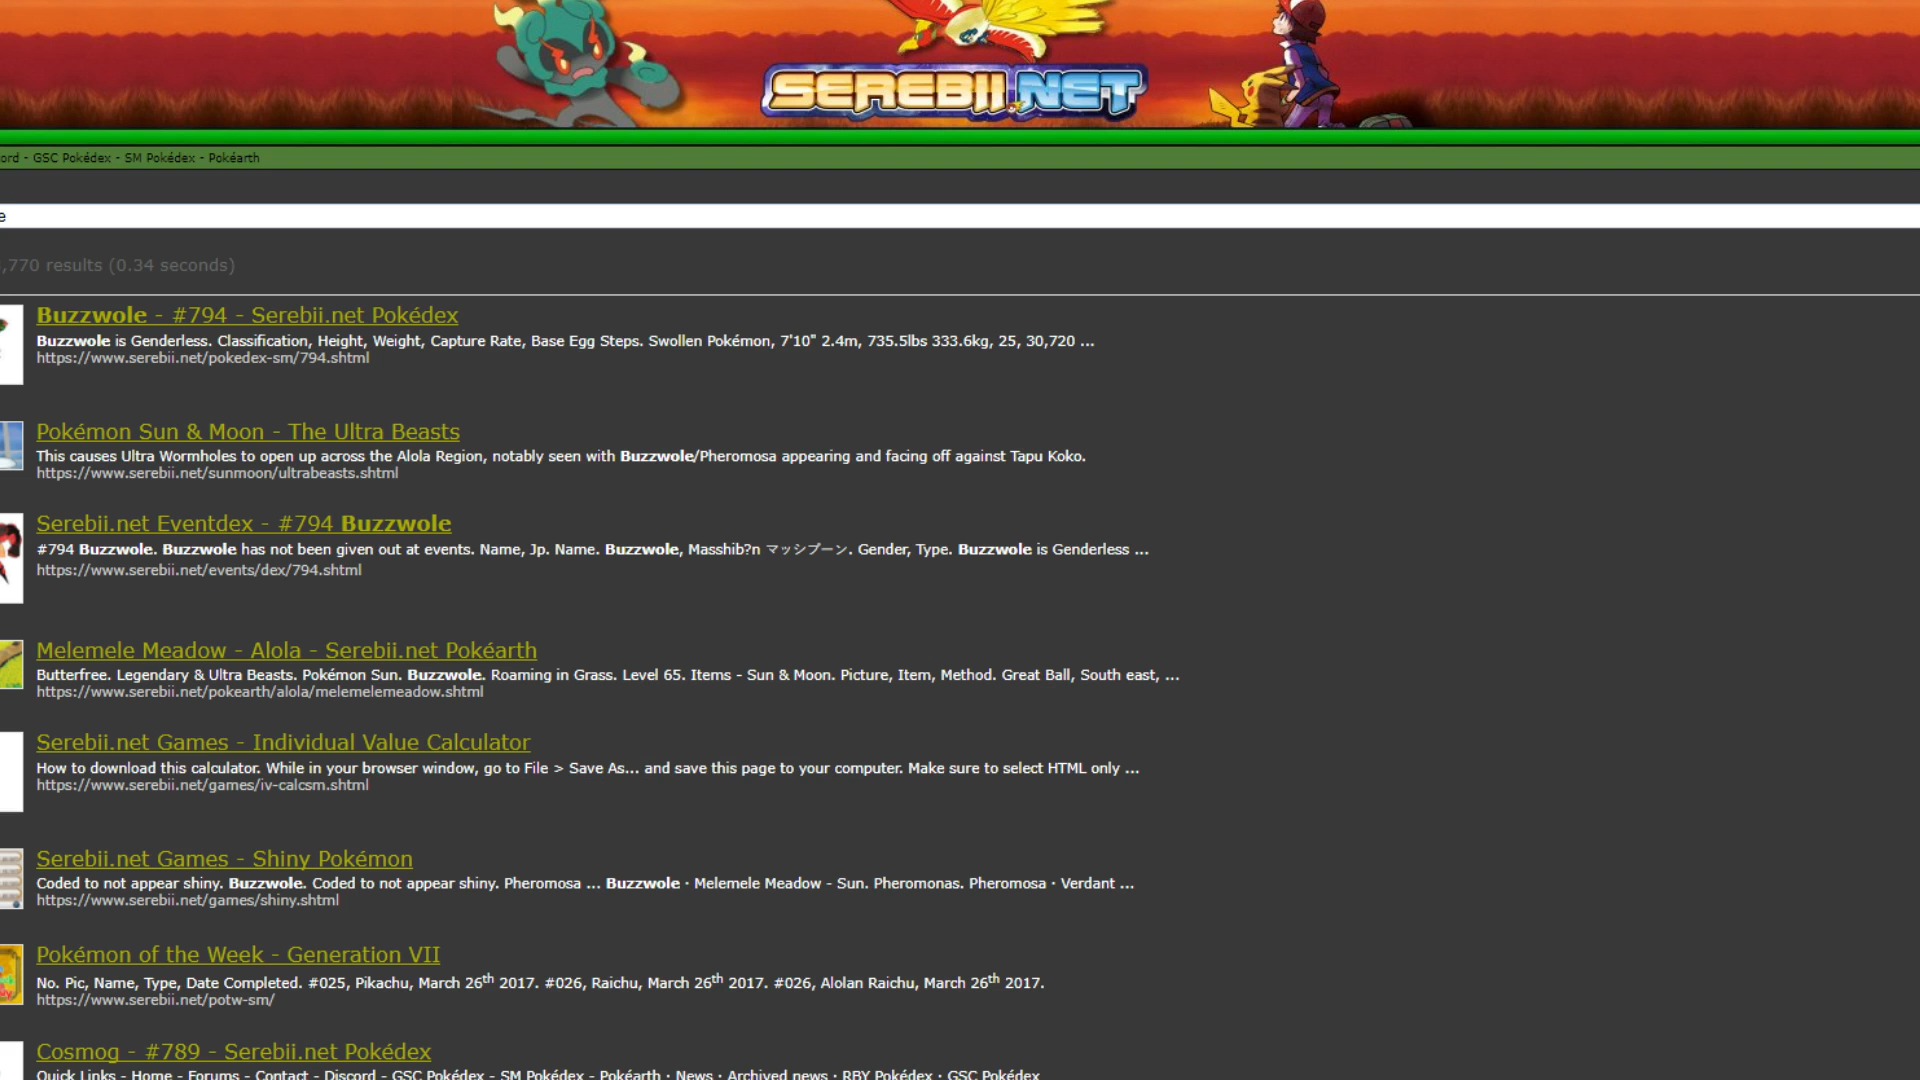 SEREBII.NET
ord - GSC Pokédex - SM Pokédex - Pokéarth
e
,770 results (0.34 seconds)
Buzzwole - #794 - Serebii.net Pokédex
Buzzwole is Genderless. Classification, Height, Weight, Capture Rate, Base Egg Steps. Swollen Pokémon, 7'10" 2.4m, 735.5lbs 333.6kg, 25, 30,720 ...
https://www.serebii.net/pokedex-sm/794.shtml
Pokémon Sun & Moon - The Ultra Beasts
This causes Ultra Wormholes to open up across the Alola Region, notably seen with Buzzwole/Pheromosa appearing and facing off against Tapu Koko.
https://www.serebii.net/sunmoon/ultrabeasts.shtml
Serebii.net Eventdex - #794 Buzzwole
#794 Buzzwole. Buzzwole has not been given out at events. Name, Jp. Name. Buzzwole, Masshib?n マッシブーン. Gender, Type. Buzzwole is Genderless ...
https://www.serebii.net/events/dex/794.shtml
Melemele Meadow - Alola - Serebii.net Pokéarth
Butterfree. Legendary & Ultra Beasts. Pokémon Sun. Buzzwole. Roaming in Grass. Level 65. Items - Sun & Moon. Picture, Item, Method. Great Ball, South east, ...
https://www.serebii.net/pokearth/alola/melemelemeadow.shtml
Serebii.net Games - Individual Value Calculator
How to download this calculator. While in your browser window, go to File > Save As... and save this page to your computer. Make sure to select HTML only ...
https://www.serebii.net/games/iv-calcsm.shtml
Serebii.net Games - Shiny Pokémon
Coded to not appear shiny. Buzzwole. Coded to not appear shiny. Pheromosa ... Buzzwole · Melemele Meadow - Sun. Pheromonas. Pheromosa · Verdant ...
https://www.serebii.net/games/shiny.shtml
Pokémon of the Week - Generation VII
No. Pic, Name, Type, Date Completed. #025, Pikachu, March 26th 2017. #026, Raichu, March 26th 2017. #026, Alolan Raichu, March 26th 2017.
https://www.serebii.net/potw-sm/
Cosmog - #789 - Serebii.net Pokédex
Quick Links - Home - Forums - Contact - Discord - GSC Pokédex - SM Pokédex - Pokéarth · News · Archived news · RBY Pokédex · GSC Pokédex